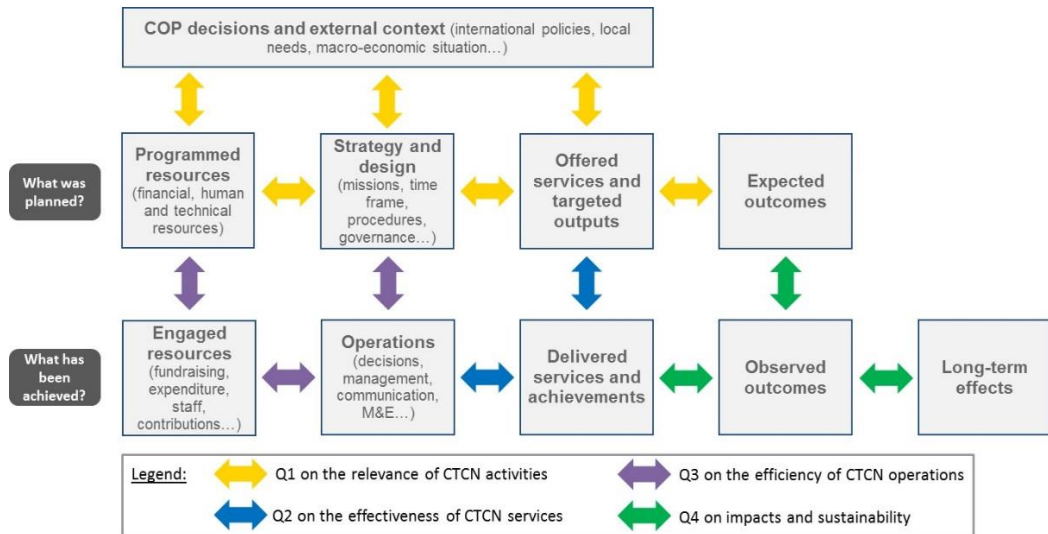 COP decisions and external context (international policies, local
needs, macro-economic situation…)
What was
planned?
Programmed
resources
(financial, human
and technical
resources)
Strategy and
design
(missions, time
frame,
procedures,
governance…)
Offered
services and
targeted
outputs
Expected
outcomes
What has
been
achieved?
Engaged
resources
(fundraising,
expenditure,
staff,
contributions…)
Operations
(decisions,
management,
communication,
M&E…)
Delivered
services and
achievements
Observed
outcomes
Long-term
effects
Legend:
Q1 on the relevance of CTCN activities
Q3 on the efficiency of CTCN operations
Q2 on the effectiveness of CTCN services
Q4 on impacts and sustainability